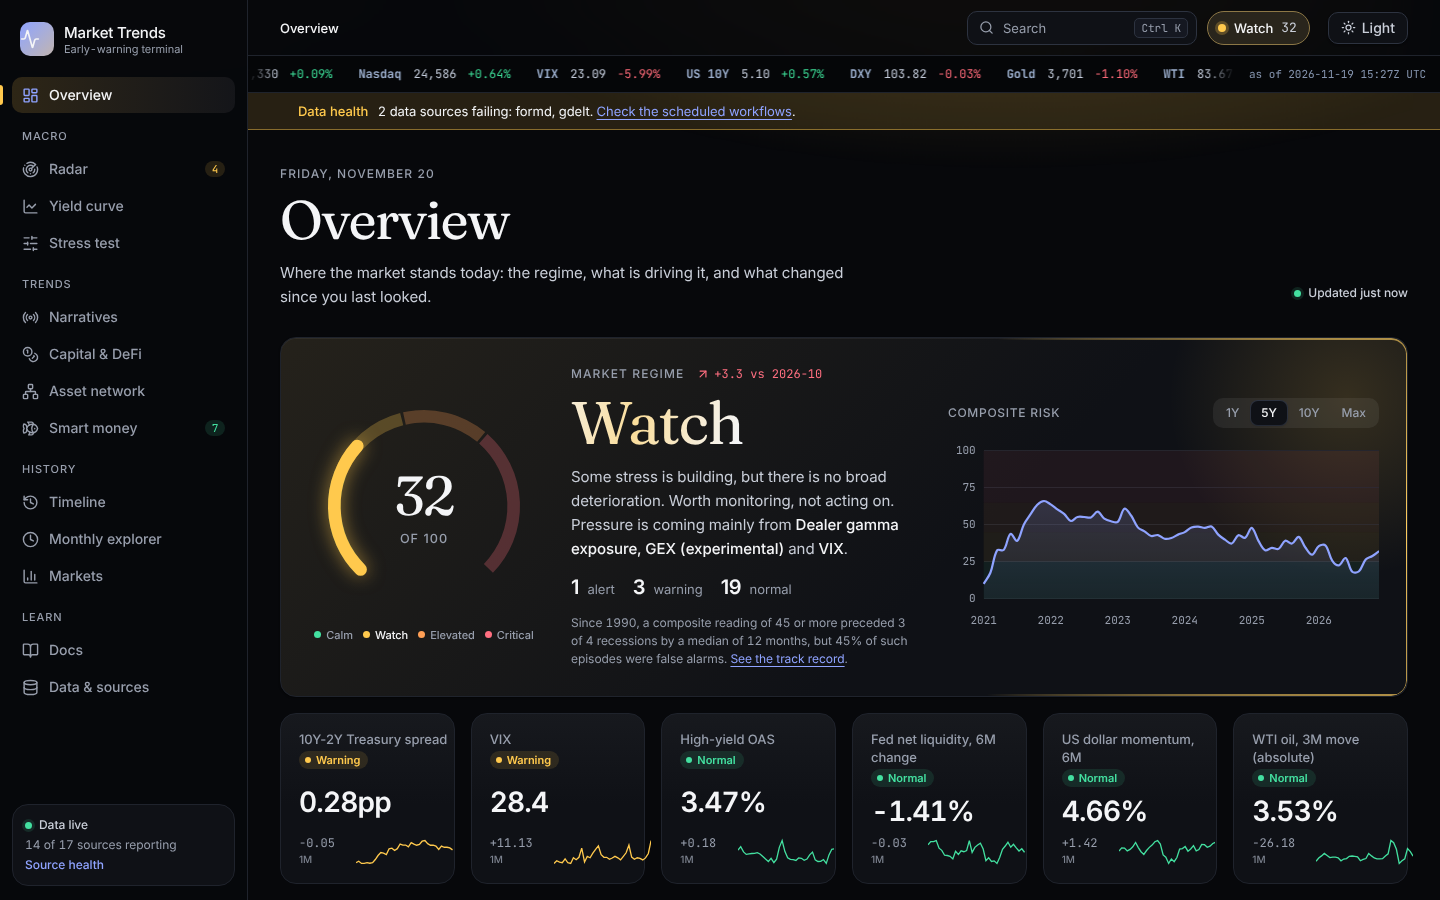 Market Trends
Early-warning terminal
Overview
MACRO
Radar 4
Yield curve
Stress test
TRENDS
Narratives
Capital & DeFi
Asset network
Smart money 7
HISTORY
Timeline
Monthly explorer
Markets
LEARN
Docs
Data & sources
Data live
14 of 17 sources reporting
Source health
Overview
Search Ctrl K
Watch 32
Light
,330 +0.09% Nasdaq 24,586 +0.64% VIX 23.09 -5.99% US 10Y 5.10 +0.57% DXY 103.82 -0.03% Gold 3,701 -1.10% WTI 83.67 as of 2026-11-19 15:27Z UTC
Data health 2 data sources failing: formd, gdelt. Check the scheduled workflows.
FRIDAY, NOVEMBER 20
Overview
Where the market stands today: the regime, what is driving it, and what changed
since you last looked.
Updated just now
32
OF 100
Calm Watch Elevated Critical
MARKET REGIME +3.3 vs 2026-10
Watch
Some stress is building, but there is no broad
deterioration. Worth monitoring, not acting on.
Pressure is coming mainly from Dealer gamma
exposure, GEX (experimental) and VIX.
1 alert 3 warning 19 normal
Since 1990, a composite reading of 45 or more preceded 3
of 4 recessions by a median of 12 months, but 45% of such
episodes were false alarms. See the track record.
COMPOSITE RISK
1Y 5Y 10Y Max
100
75
50
25
0
2021 2022 2023 2024 2025 2026
10Y-2Y Treasury spread
Warning
0.28pp
-0.05
1M
VIX
Warning
28.4
+11.13
1M
High-yield OAS
Normal
3.47%
+0.18
1M
Fed net liquidity, 6M
change
Normal
-1.41%
-0.03
1M
US dollar momentum,
6M
Normal
4.66%
+1.42
1M
WTI oil, 3M move
(absolute)
Normal
3.53%
-26.18
1M